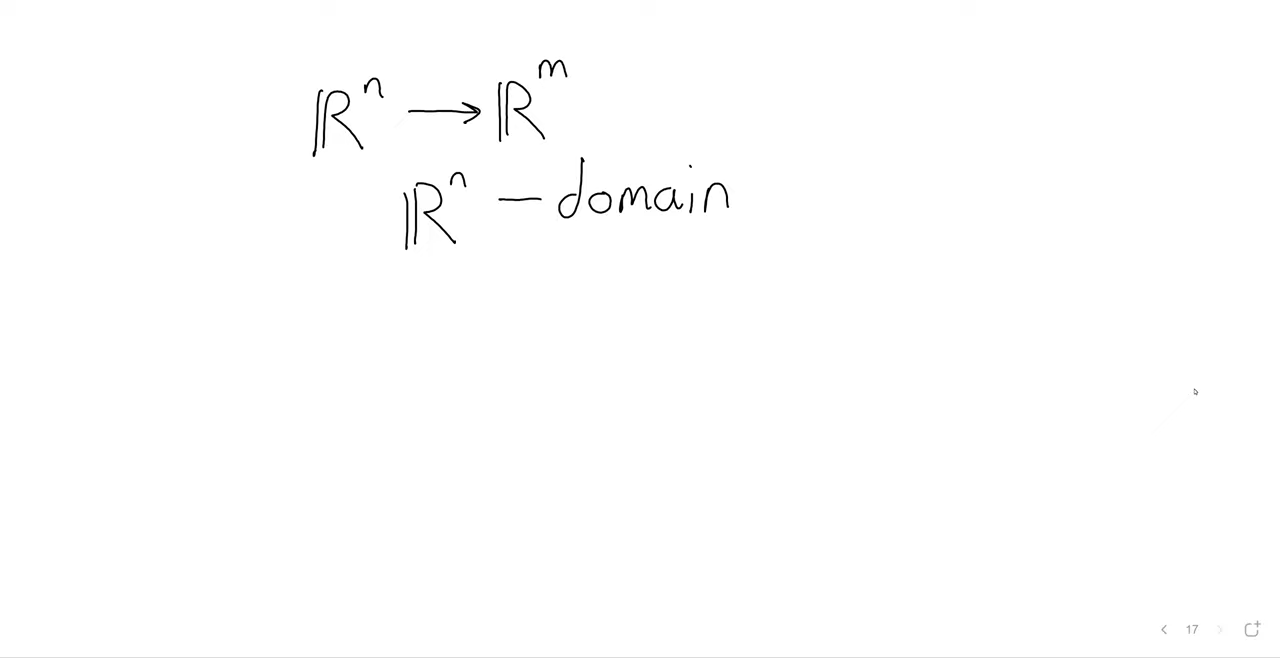 ℝⁿ → ℝᵐ
ℝⁿ – domain
17